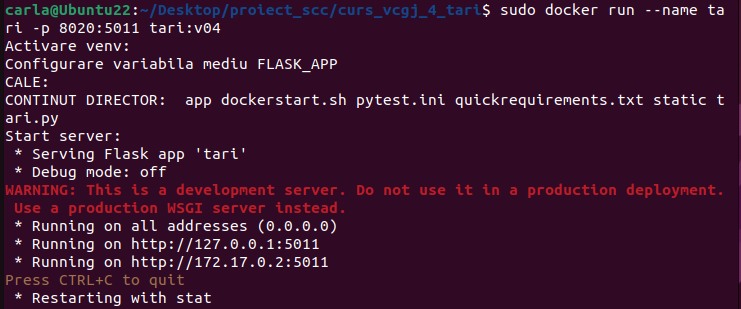 carla@Ubuntu22:~/Desktop/proiect_scc/curs_vcgj_4_tari$ sudo docker run --name ta
ri -p 8020:5011 tari:v04
Activare venv:
Configurare variabila mediu FLASK_APP
CALE:
CONTINUT DIRECTOR:  app dockerstart.sh pytest.ini quickrequirements.txt static t
ari.py
Start server:
 * Serving Flask app 'tari'
 * Debug mode: off
WARNING: This is a development server. Do not use it in a production deployment.
 Use a production WSGI server instead.
 * Running on all addresses (0.0.0.0)
 * Running on http://127.0.0.1:5011
 * Running on http://172.17.0.2:5011
Press CTRL+C to quit
 * Restarting with stat